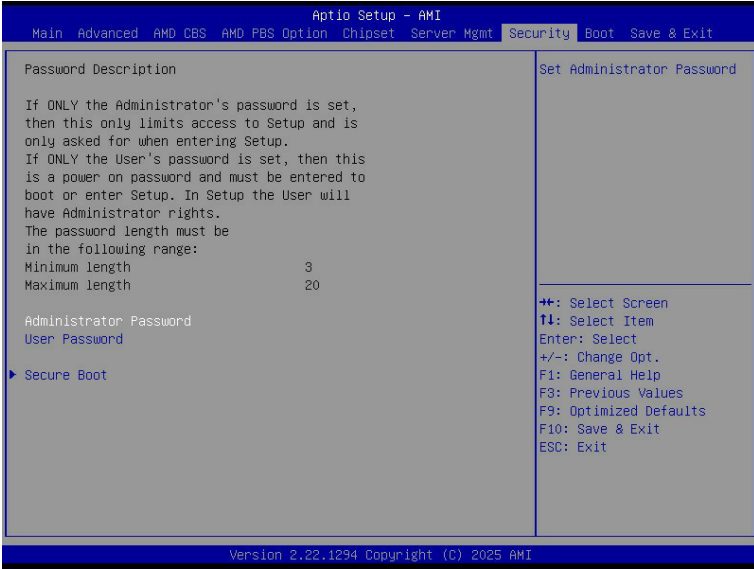 Aptio Setup - AMI
Main Advanced AMD CBS AMD PBS Option Chipset Server Mgmt Security Boot Save & Exit
Password Description
If ONLY the Administrator's password is set,
then this only limits access to Setup and is
only asked for when entering Setup.
If ONLY the User's password is set, then this
is a power on password and must be entered to
boot or enter Setup. In Setup the User will
have Administrator rights.
The password length must be
in the following range:
Minimum length 3
Maximum length 20
Administrator Password
User Password
Secure Boot
Set Administrator Password
→←: Select Screen
↑↓: Select Item
Enter: Select
+/-: Change Opt.
F1: General Help
F3: Previous Values
F9: Optimized Defaults
F10: Save & Exit
ESC: Exit
Version 2.22.1294 Copyright (C) 2025 AMI